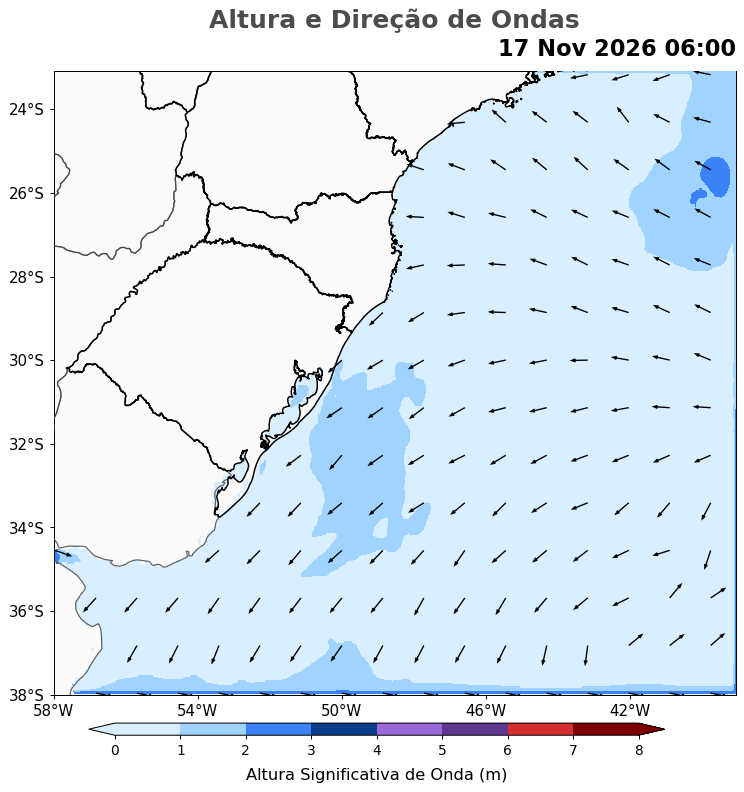 Altura e Direção de Ondas
17 Nov 2026 06:00
24°S
26°S
28°S
30°S
32°S
34°S
36°S
38°S
58°W 54°W 50°W 46°W 42°W
0 1 2 3 4 5 6 7 8
Altura Significativa de Onda (m)